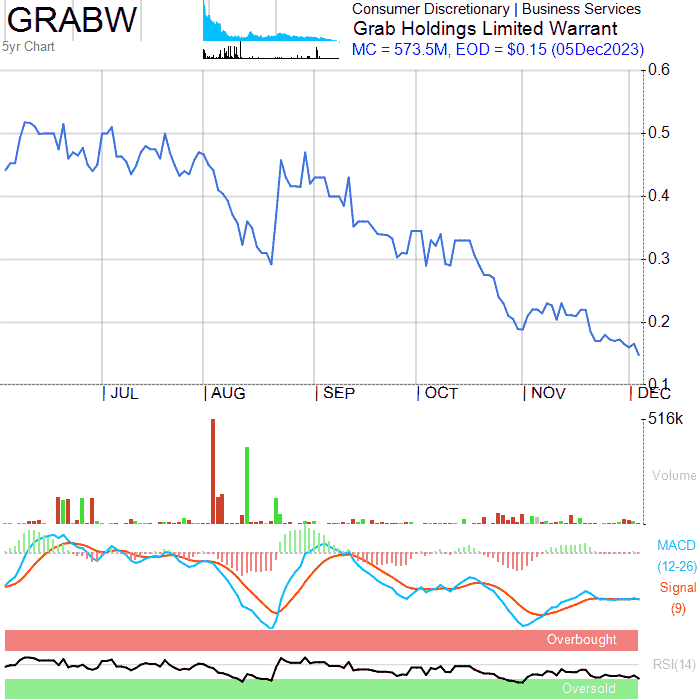 GRABW
5yr Chart
Consumer Discretionary | Business Services
Grab Holdings Limited Warrant
MC = 573.5M, EOD = $0.15 (05Dec2023)
0.6
0.5
0.4
0.3
0.2
0.1
JUL AUG SEP OCT NOV DEC
516k
Volume
MACD
(12-26)
Signal
(9)
Overbought
RSI(14)
Oversold